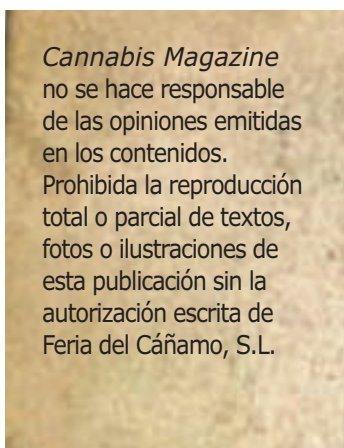 Cannabis Magazine
no se hace responsable
de las opiniones emitidas
en los contenidos.
Prohibida la reproducción
total o parcial de textos,
fotos o ilustraciones de
esta publicación sin la
autorización escrita de
Feria del Cáñamo, S.L.